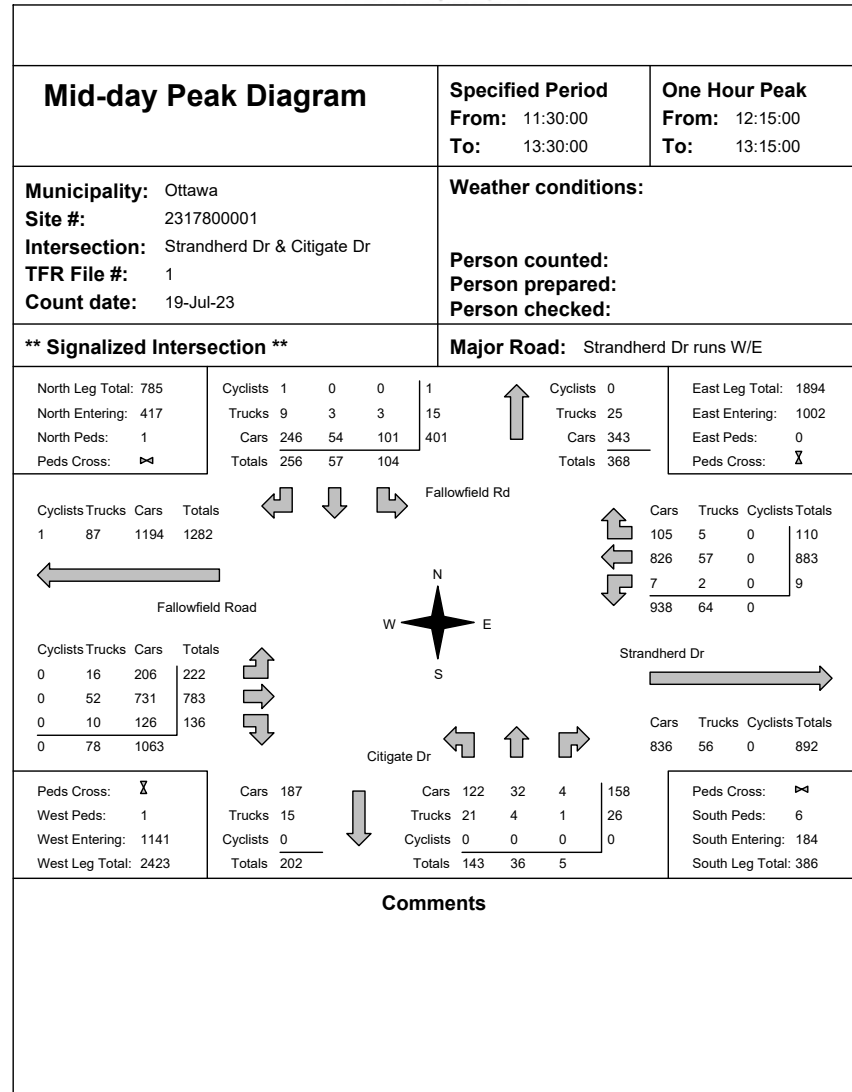 Mid-day Peak Diagram
Specified Period
From: 11:30:00
To: 13:30:00
One Hour Peak
From: 12:15:00
To: 13:15:00
Municipality: Ottawa
Site #: 2317800001
Intersection: Strandherd Dr & Citigate Dr
TFR File #: 1
Count date: 19-Jul-23
Weather conditions:
Person counted:
Person prepared:
Person checked:
** Signalized Intersection **
Major Road: Strandherd Dr runs W/E
North Leg Total: 785
North Entering: 417
North Peds: 1
Peds Cross:
Cyclists 1 0 0 1
Trucks 9 3 3 15
Cars 246 54 101 401
Totals 256 57 104
Cyclists 0
Trucks 25
Cars 343
Totals 368
East Leg Total: 1894
East Entering: 1002
East Peds: 0
Peds Cross:
Fallowfield Rd
Cyclists Trucks Cars Totals
1 87 1194 1282
Cars Trucks Cyclists Totals
105 5 0 110
826 57 0 883
7 2 0 9
938 64 0
Fallowfield Road
N
W E
S
Cyclists Trucks Cars Totals
0 16 206 222
0 52 731 783
0 10 126 136
0 78 1063
Strandherd Dr
Cars Trucks Cyclists Totals
836 56 0 892
Citigate Dr
Peds Cross:
West Peds: 1
West Entering: 1141
West Leg Total: 2423
Cars 187
Trucks 15
Cyclists 0
Totals 202
Cars 122 32 4 158
Trucks 21 4 1 26
Cyclists 0 0 0 0
Totals 143 36 5
Peds Cross:
South Peds: 6
South Entering: 184
South Leg Total: 386
Comments